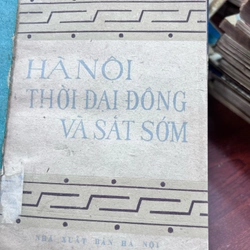 HÀ NỘI
THỜI ĐẠI ĐỒNG
VÀ SẮT SỚM
NHÀ XUẤT BẢN HÀ NỘI